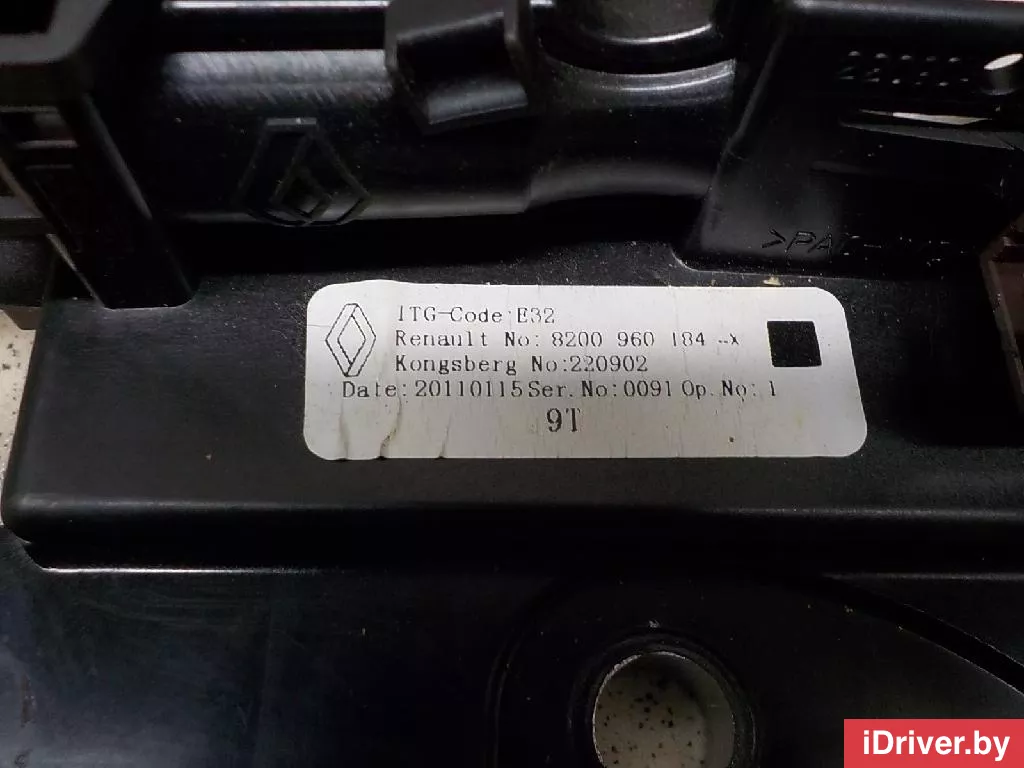 ITG-Code:E32
Renault No: 8200 960 184 --X
Kongsberg No:220902
Date:20110115 Ser.No:0091 Op.No:1
9T
iDriver.by